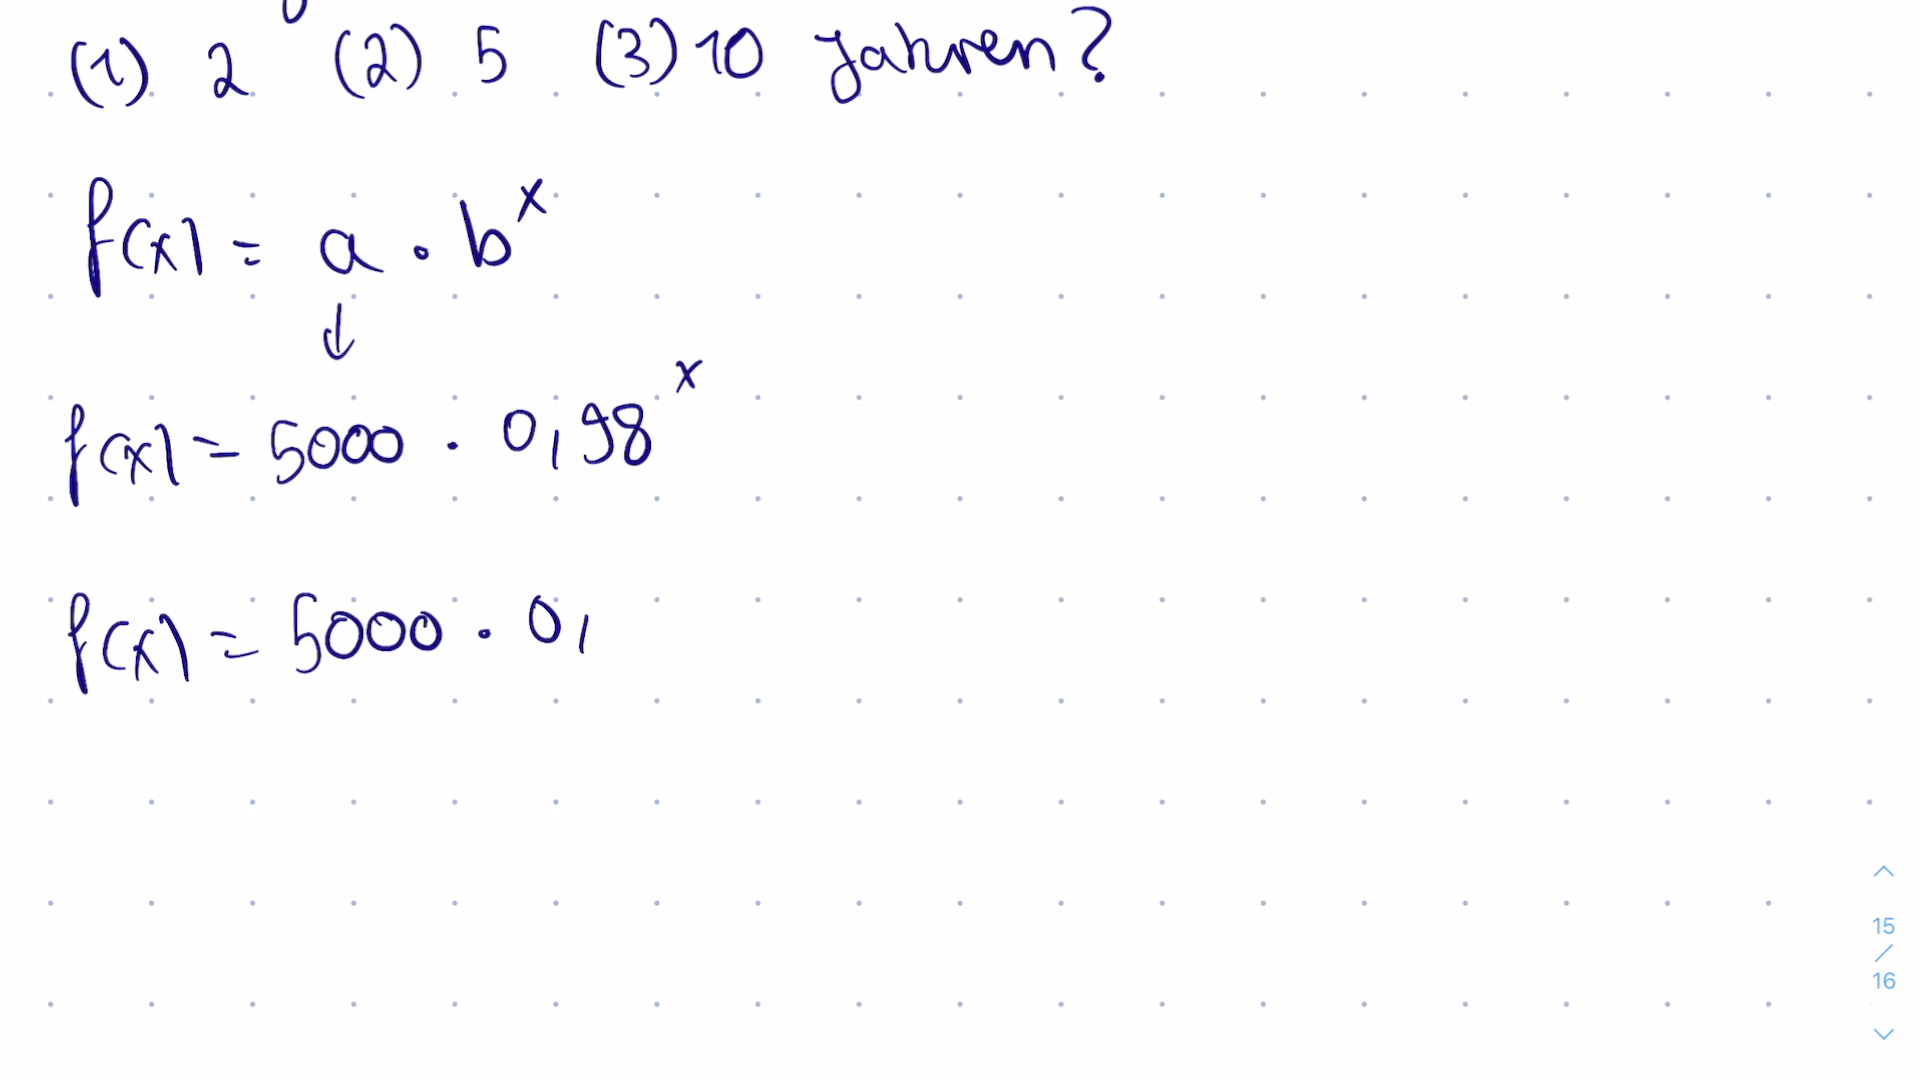 (1) 2 (2) 5 (3) 10 Jahren?
f(x) = a · b^x
↓
f(x) = 5000 · 0,98^x
f(x) = 5000 · 0,
15
/
16